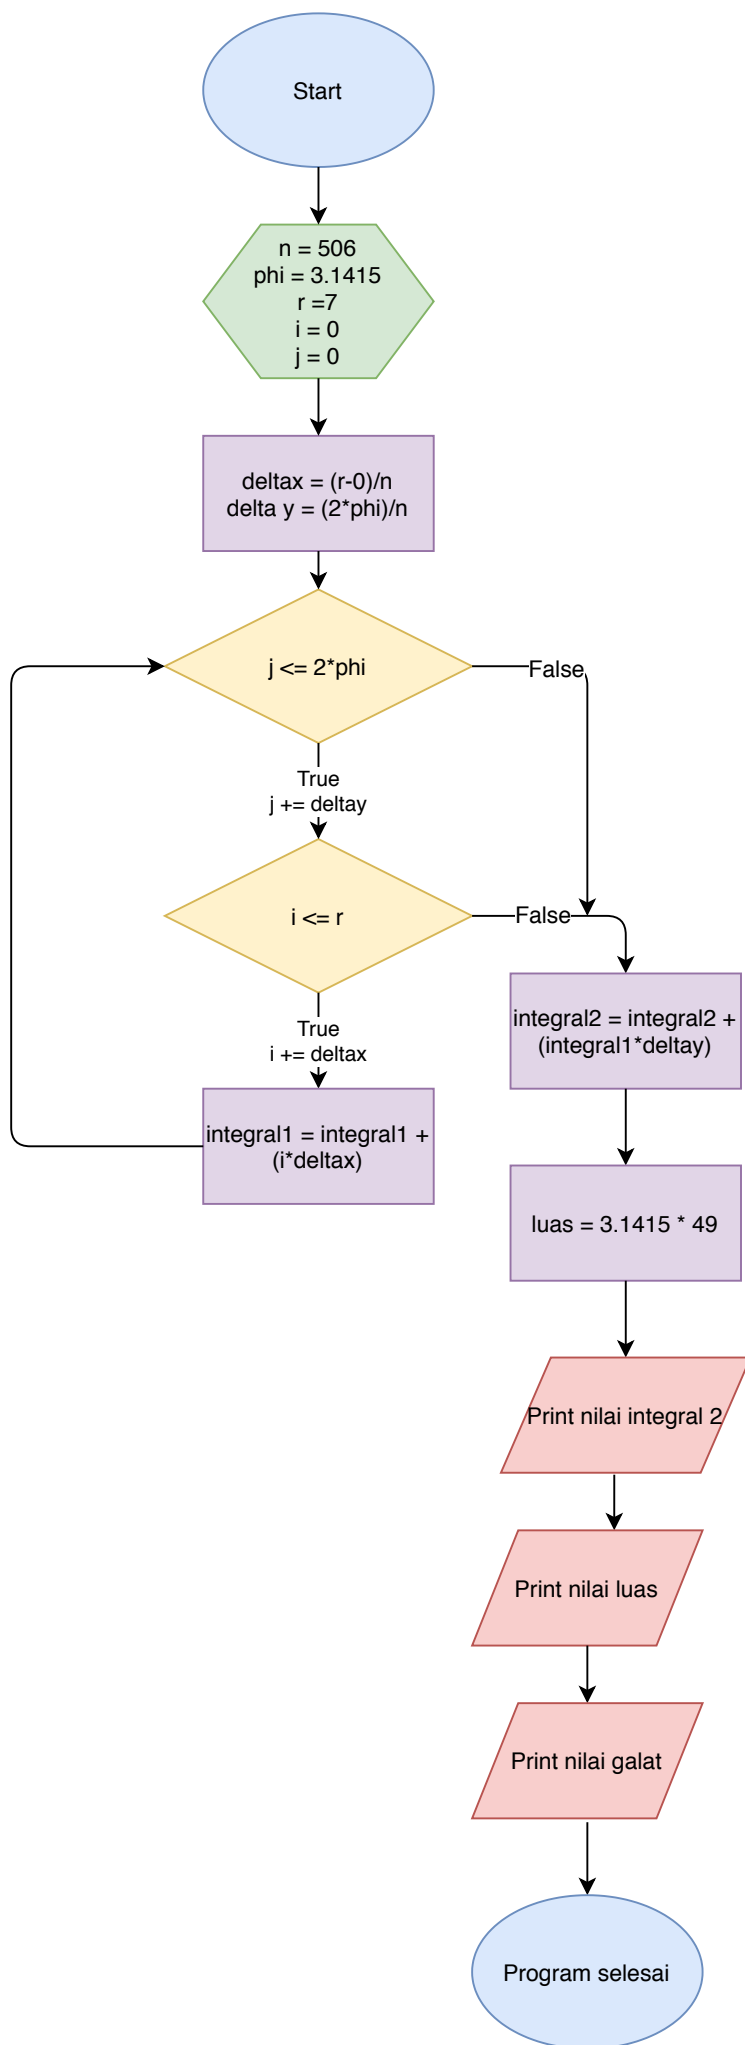 Start
n = 506
phi = 3.1415
r =7
i = 0
j = 0
deltax = (r-0)/n
delta y = (2*phi)/n
j <= 2*phi
False
True
j += deltay
i <= r
False
True
i += deltax
integral1 = integral1 +
(i*deltax)
integral2 = integral2 +
(integral1*deltay)
luas = 3.1415 * 49
Print nilai integral 2
Print nilai luas
Print nilai galat
Program selesai